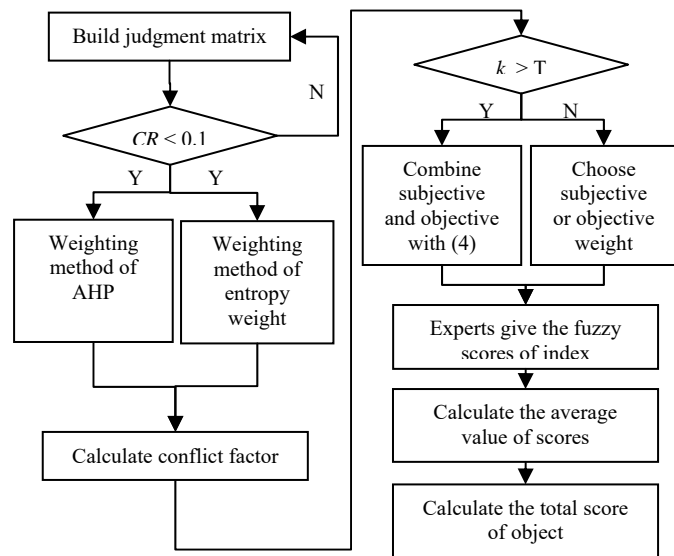 Build judgment matrix
N
CR < 0.1
Y
Y
Weighting
method of
AHP
Weighting
method of
entropy
weight
Calculate conflict factor
k > T
Y
N
Combine
subjective
and objective
with (4)
Choose
subjective
or objective
weight
Experts give the fuzzy
scores of index
Calculate the average
value of scores
Calculate the total score
of object